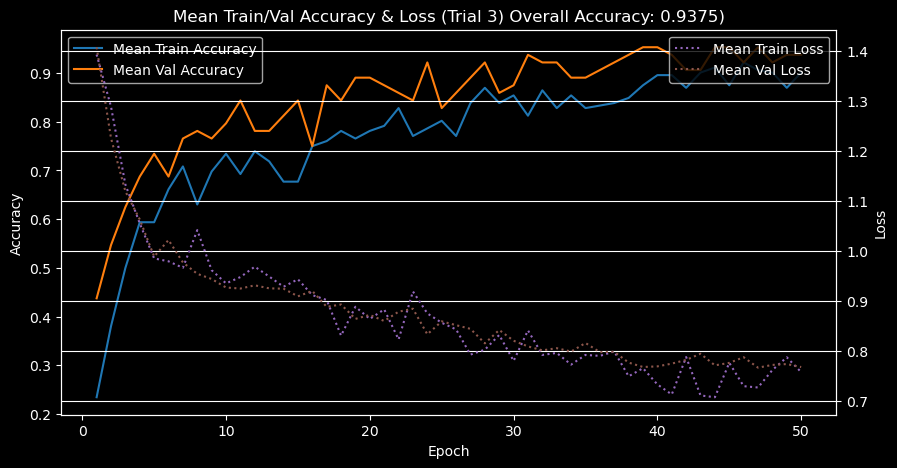 Mean Train/Val Accuracy & Loss (Trial 3) Overall Accuracy: 0.9375)
Mean Train Accuracy
Mean Val Accuracy
Mean Train Loss
Mean Val Loss
Accuracy
0.9
0.8
0.7
0.6
0.5
0.4
0.3
0.2
1.4
1.3
1.2
1.1
1.0
0.9
0.8
0.7
Loss
0 10 20 30 40 50
Epoch